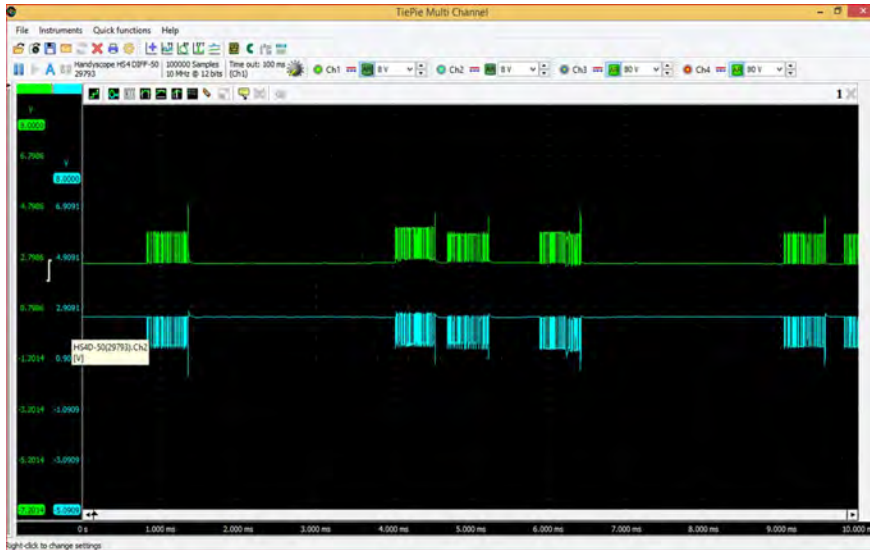 TiePie Multi Channel
File Instruments Quick functions Help
Handyscope HS4 DIFF-50 100000 Samples Time out: 100 ms
29793 10 MHz @ 12 bits (Ch1)
Ch1 8 V Ch2 8 V Ch3 80 V Ch4 80 V
1
V
8.0000
6.7986 V
8.0000
4.7986 6.9091
2.7986 4.9091
0.7986 2.9091
HS4D-50(29793).Ch2
[V]
-1.2014 0.90
-3.2014 -1.0909
-5.2014 -3.0909
-7.2014 -5.0909
0 s 1.000 ms 2.000 ms 3.000 ms 4.000 ms 5.000 ms 6.000 ms 7.000 ms 8.000 ms 9.000 ms 10.000
Right-click to change settings